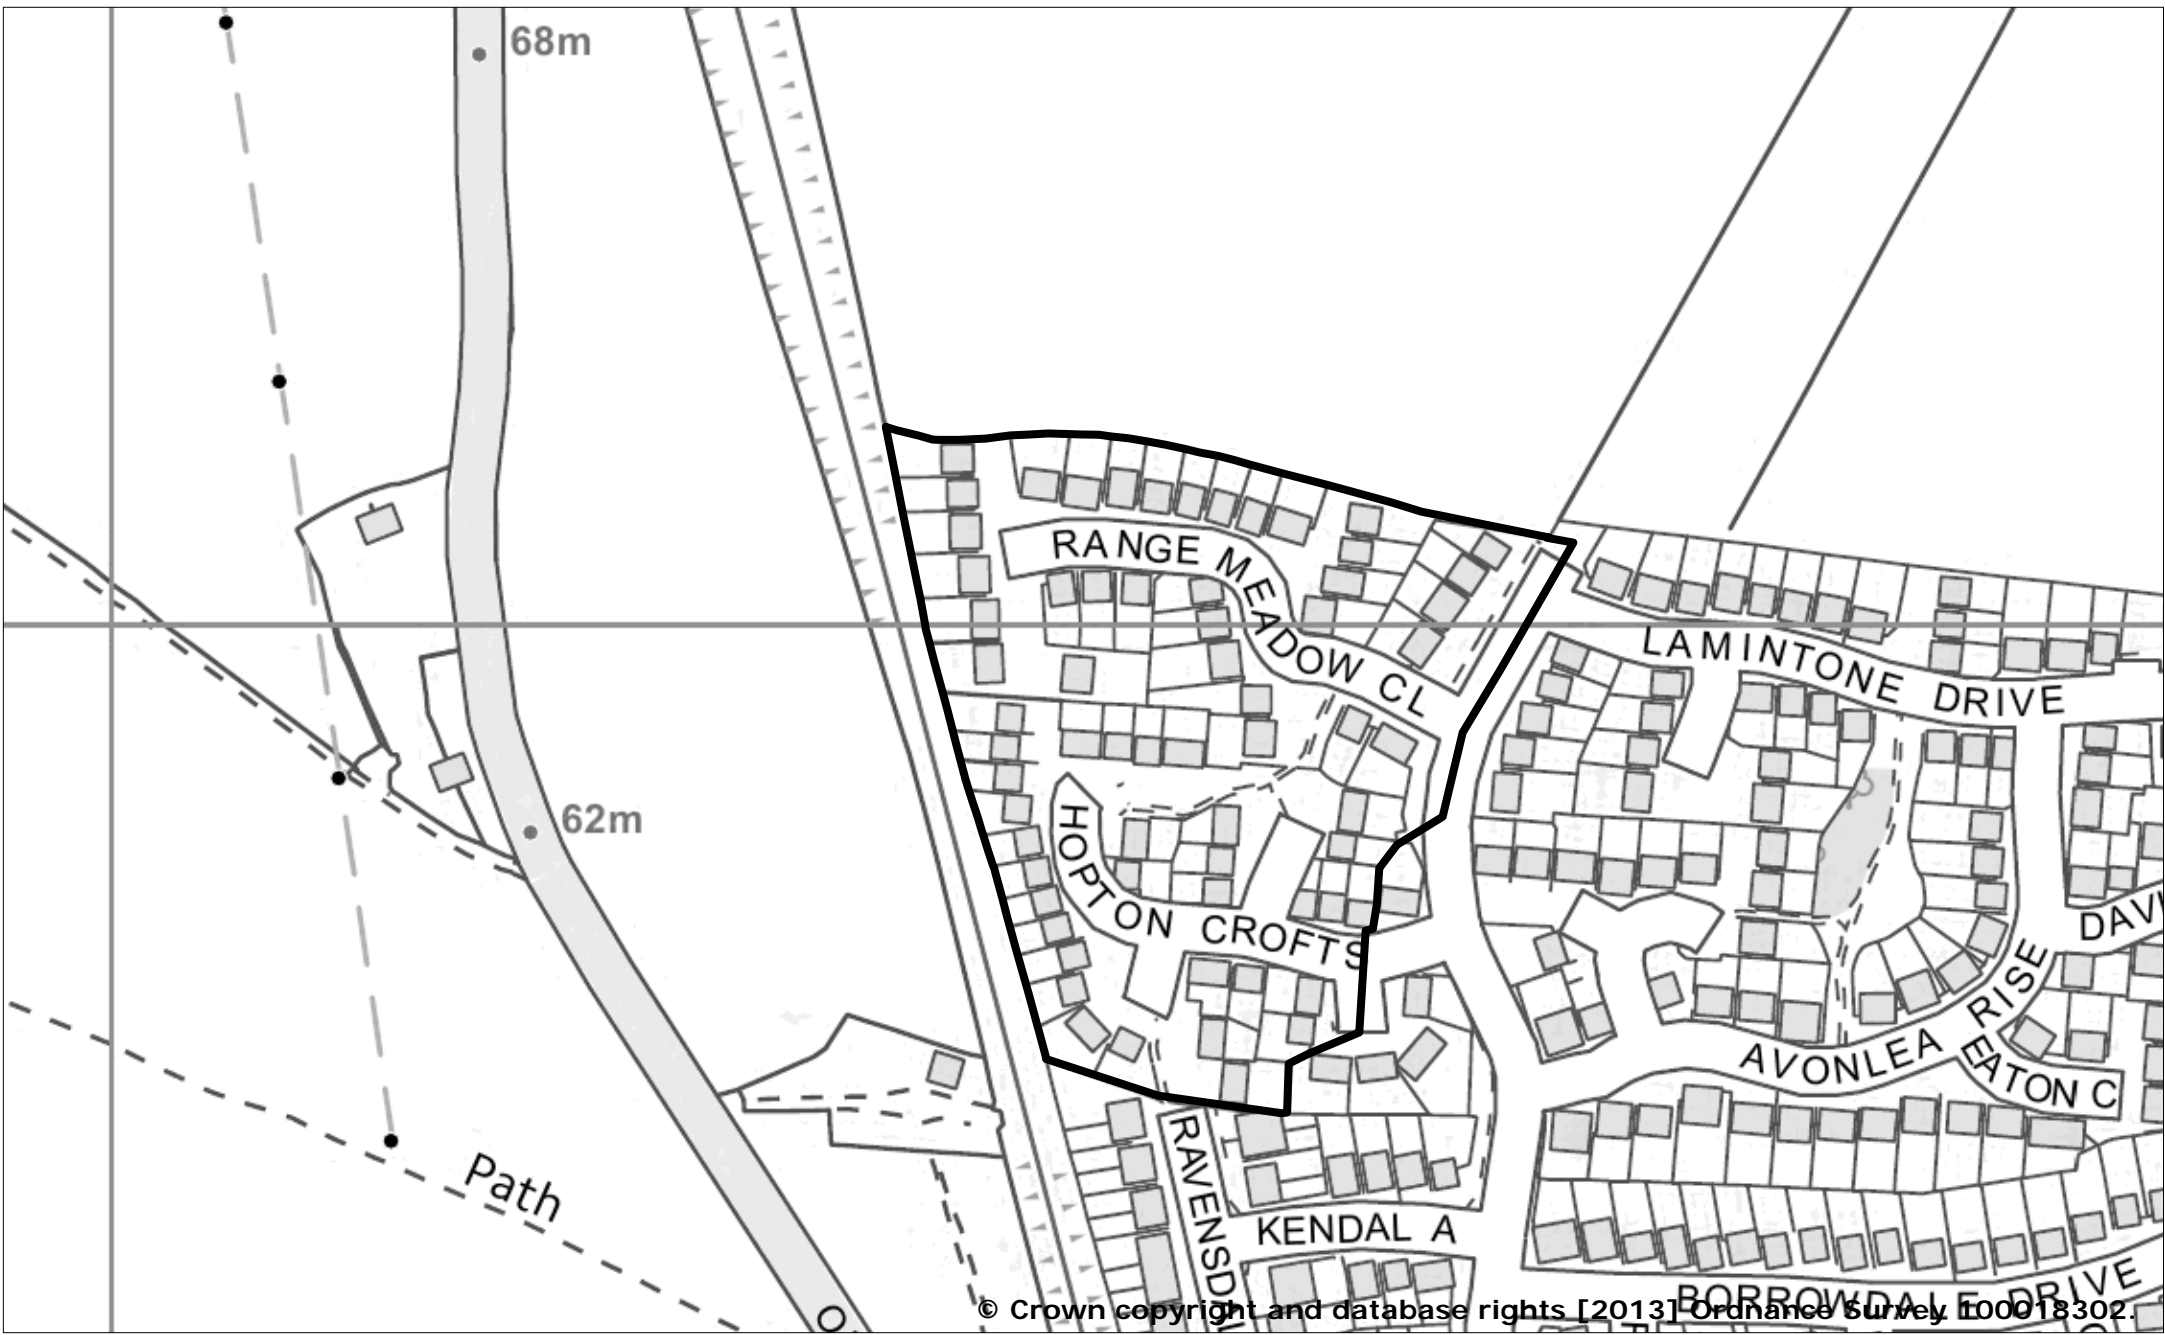 68m
RANGE MEADOW CL
LAMINTONE DRIVE
62m
HOPTON CROFTS
AVONLEA RISE
EATON C
Path
RAVENSD
KENDAL A
BORROWDALE DRIVE
© Crown copyright and database rights [2013] Ordnance Survey 100018302.